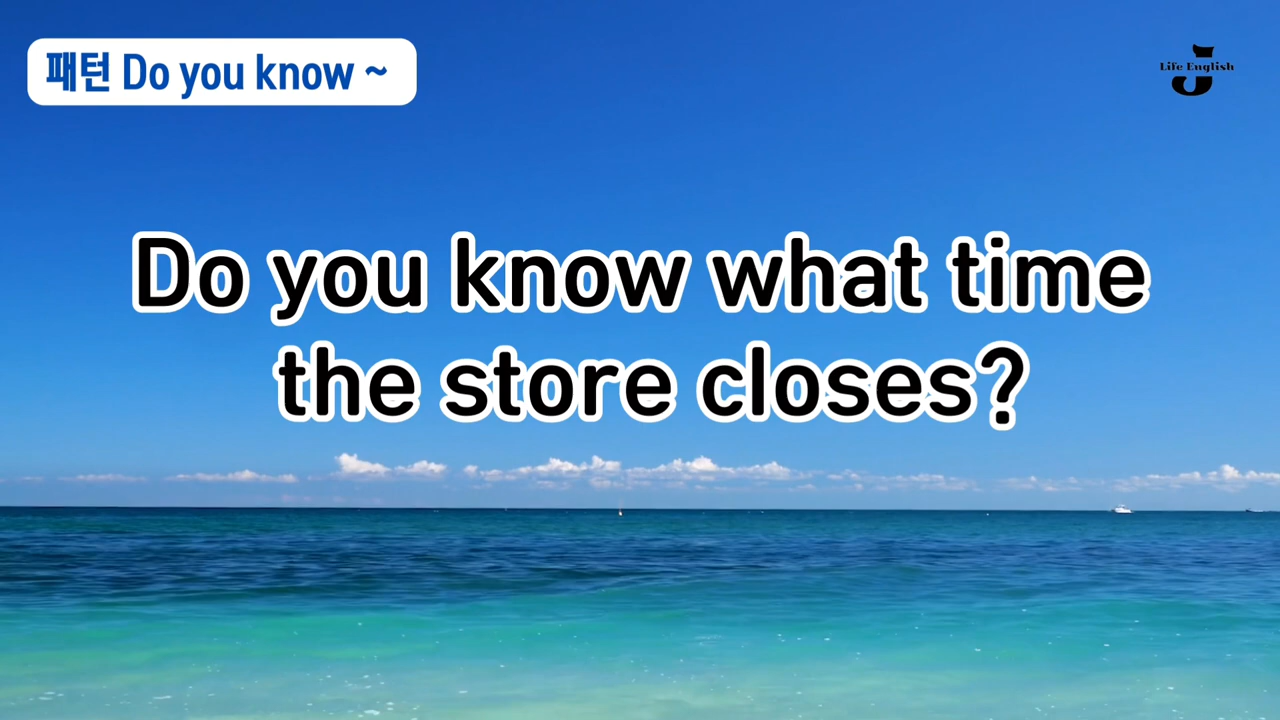 패턴 Do you know ~
J
Life English
Do you know what time
the store closes?